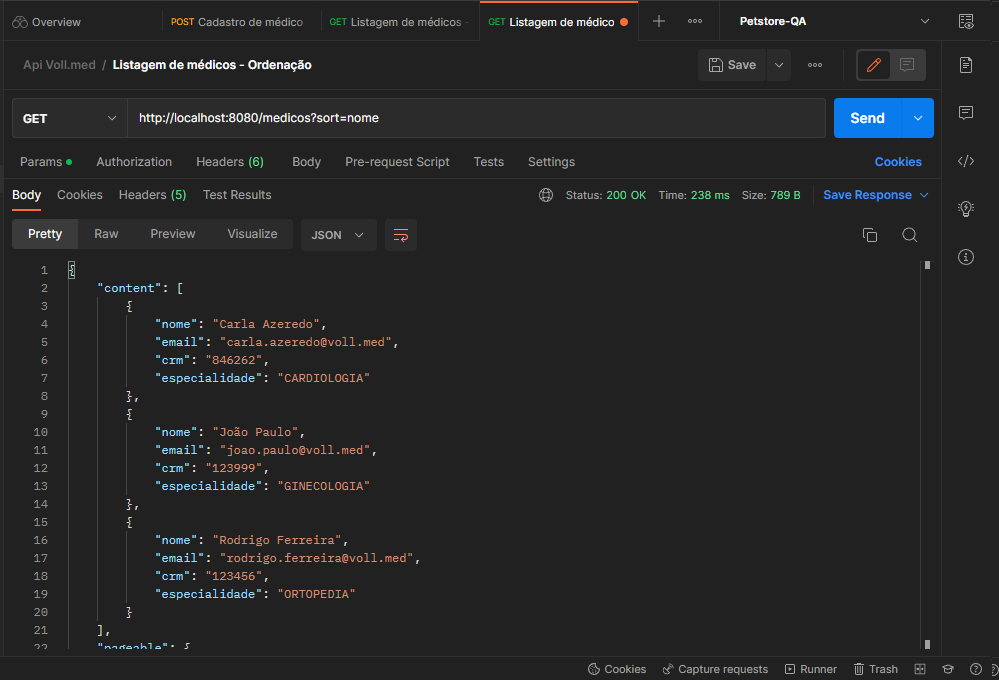 Overview
POST Cadastro de médico
GET Listagem de médicos
GET Listagem de médico
Petstore-QA
Api Voll.med / Listagem de médicos - Ordenação
Save
GET
http://localhost:8080/medicos?sort=nome
Send
Params
Authorization
Headers (6)
Body
Pre-request Script
Tests
Settings
Cookies
Body
Cookies
Headers (5)
Test Results
Status: 200 OK
Time: 238 ms
Size: 789 B
Save Response
Pretty
Raw
Preview
Visualize
JSON
1 {
2 "content": [
3 {
4 "nome": "Carla Azeredo",
5 "email": "carla.azeredo@voll.med",
6 "crm": "846262",
7 "especialidade": "CARDIOLOGIA"
8 },
9 {
10 "nome": "João Paulo",
11 "email": "joao.paulo@voll.med",
12 "crm": "123999",
13 "especialidade": "GINECOLOGIA"
14 },
15 {
16 "nome": "Rodrigo Ferreira",
17 "email": "rodrigo.ferreira@voll.med",
18 "crm": "123456",
19 "especialidade": "ORTOPEDIA"
20 }
21 ],
22 "pageable": {
Cookies
Capture requests
Runner
Trash